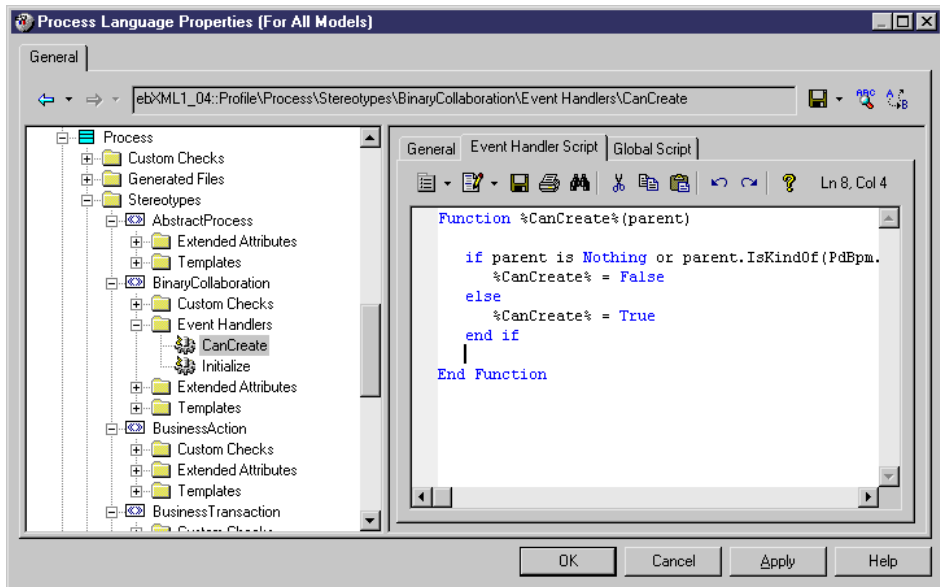 Process Language Properties (For All Models)
General
ebXML1_04::Profile\Process\Stereotypes\BinaryCollaboration\Event Handlers\CanCreate
Process
Custom Checks
Generated Files
Stereotypes
AbstractProcess
Extended Attributes
Templates
BinaryCollaboration
Custom Checks
Event Handlers
CanCreate
Initialize
Extended Attributes
Templates
BusinessAction
Custom Checks
Extended Attributes
Templates
BusinessTransaction
Custom Checks
General Event Handler Script Global Script
Ln 8, Col 4
Function %CanCreate%(parent)
if parent is Nothing or parent.IsKindOf(PdBpm.
%CanCreate% = False
else
%CanCreate% = True
end if
End Function
OK Cancel Apply Help